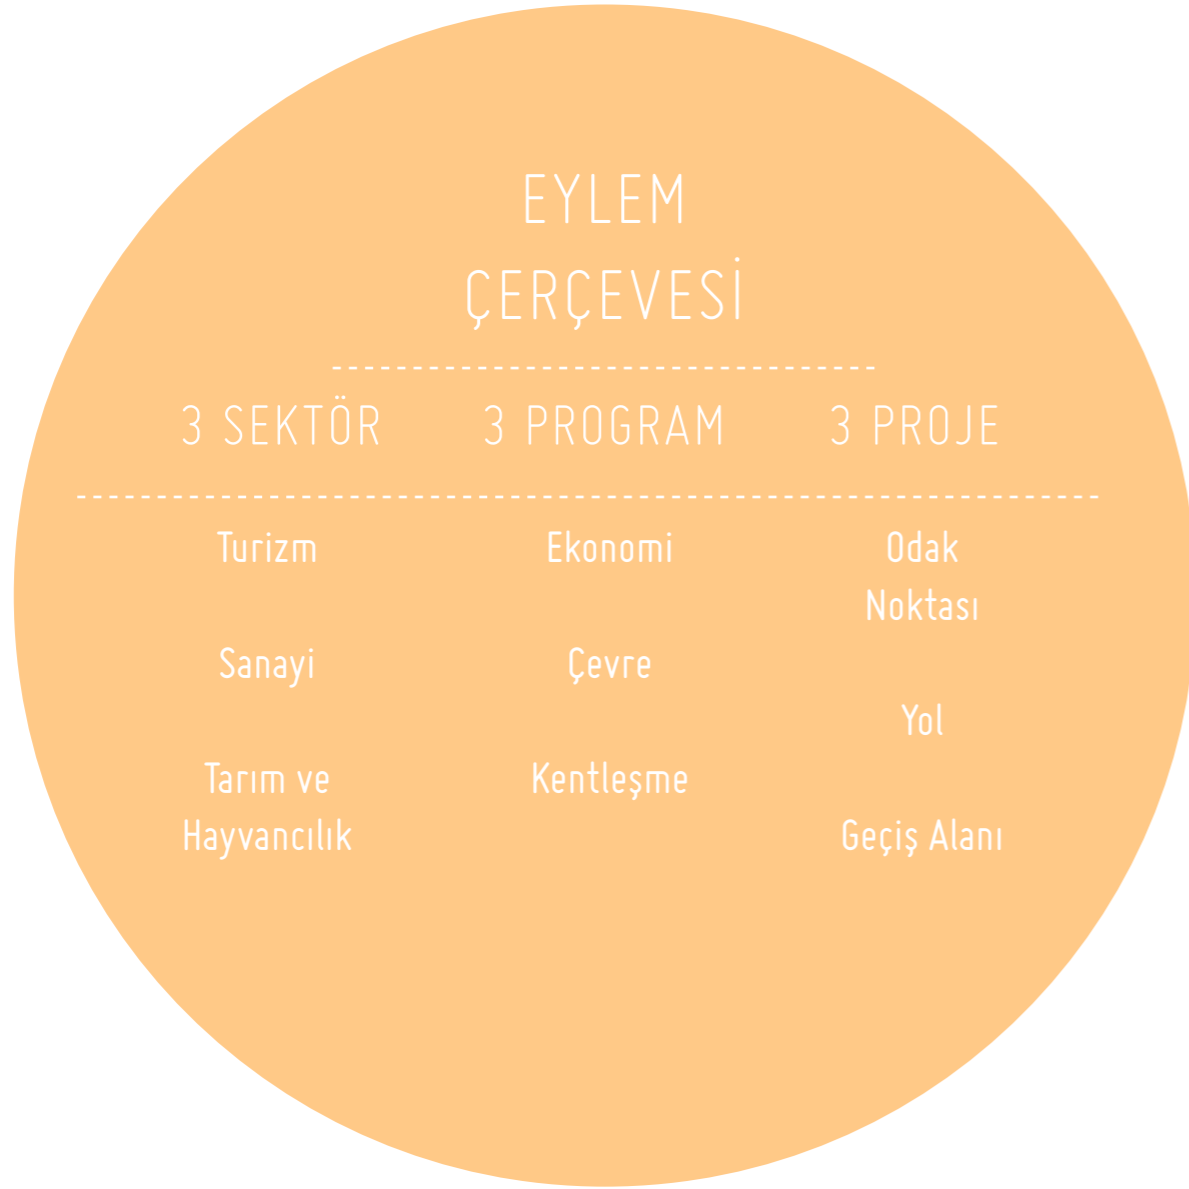 EYLEM
ÇERÇEVESİ
3 SEKTÖR 3 PROGRAM 3 PROJE
Turizm
Sanayi
Tarım ve
Hayvancılık
Ekonomi
Çevre
Kentleşme
Odak
Noktası
Yol
Geçiş Alanı